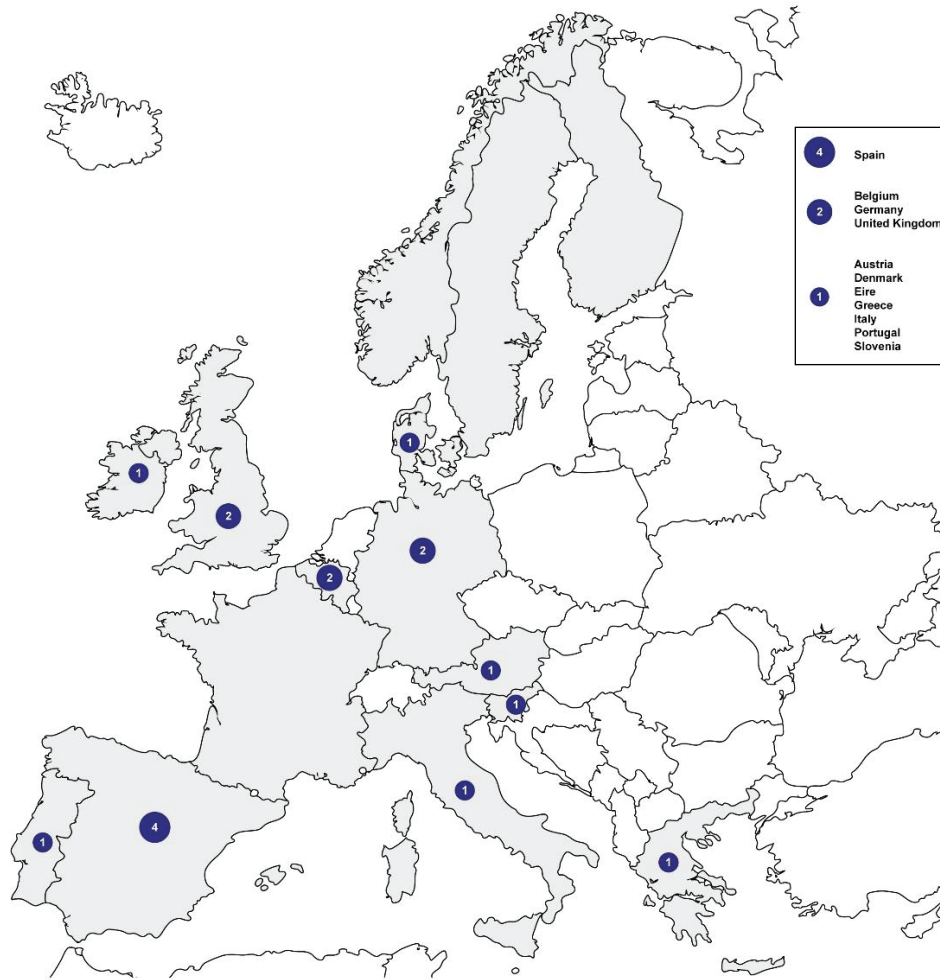 4 Spain
2 Belgium
Germany
United Kingdom
1 Austria
Denmark
Eire
Greece
Italy
Portugal
Slovenia
1
1
2
2
2
1
1
1
4
1
1